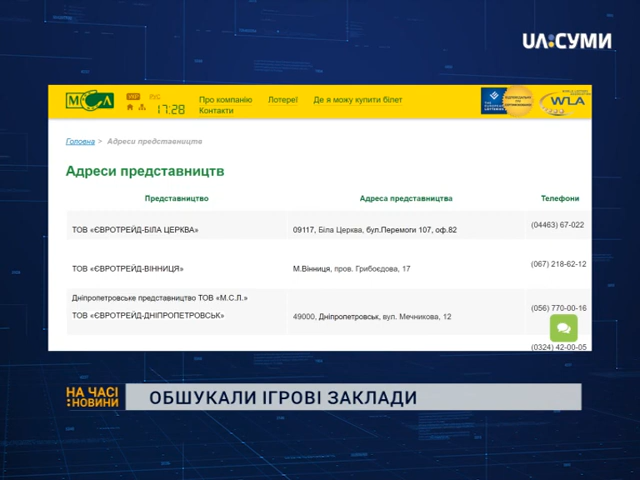 UA:СУМИ
МСЛ
УКР РУС
17:28
Про компанію Лотереї Де я можу купити білет
Контакти
WLA
Головна > Адреси представництв
Адреси представництв
Представництво Адреса представництва Телефони
ТОВ «ЄВРОТРЕЙД-БІЛА ЦЕРКВА» 09117, Біла Церква, бул.Перемоги 107, оф.82 (04463) 67-022
ТОВ «ЄВРОТРЕЙД-ВІННИЦЯ» М.Вінниця, пров. Грибоєдова, 17 (067) 218-62-12
Дніпропетровське представництво ТОВ «М.С.Л.»
ТОВ «ЄВРОТРЕЙД-ДНІПРОПЕТРОВСЬК» 49000, Дніпропетровськ, вул. Мечникова, 12 (056) 770-00-16
(0324) 42-00-05
НА ЧАСІ
:НОВИНИ
ОБШУКАЛИ ІГРОВІ ЗАКЛАДИ